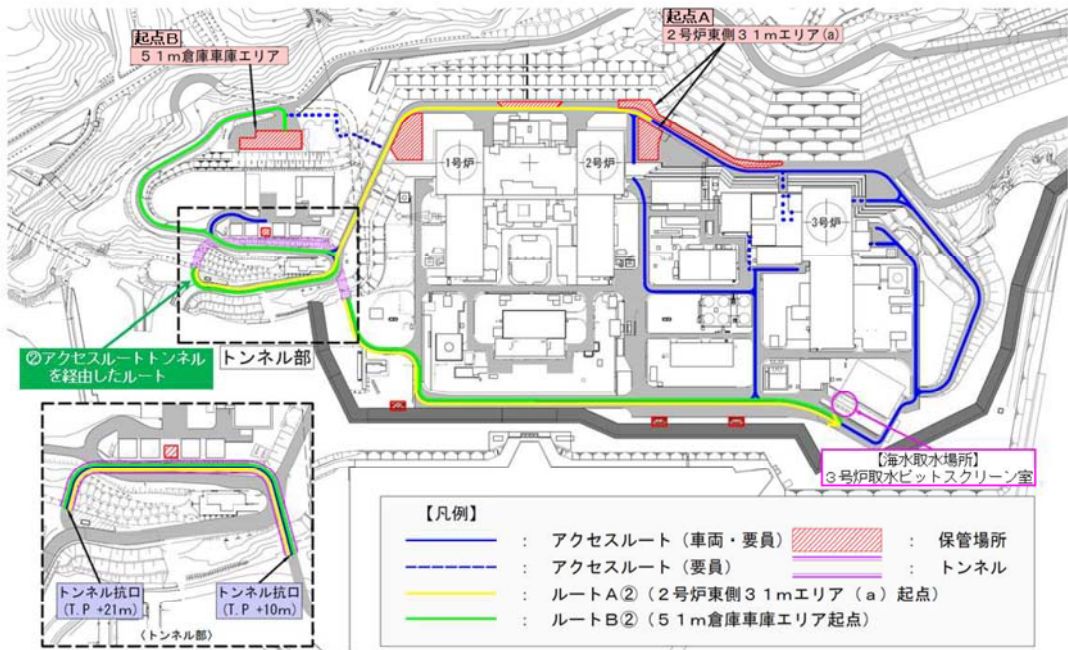 起点B
51m倉庫車庫エリア
起点A
2号炉東側31mエリア(a)
1号炉
2号炉
3号炉
②アクセスルートトンネル
を経由したルート
トンネル部
【海水取水場所】
3号炉取水ピットスクリーン室
トンネル抗口
(T.P +21m)
トンネル抗口
(T.P +10m)
(トンネル部)
【凡例】
: アクセスルート(車両・要員)
: 保管場所
: アクセスルート(要員)
: トンネル
: ルートA②(2号炉東側31mエリア(a)起点)
: ルートB②(51m倉庫車庫エリア起点)